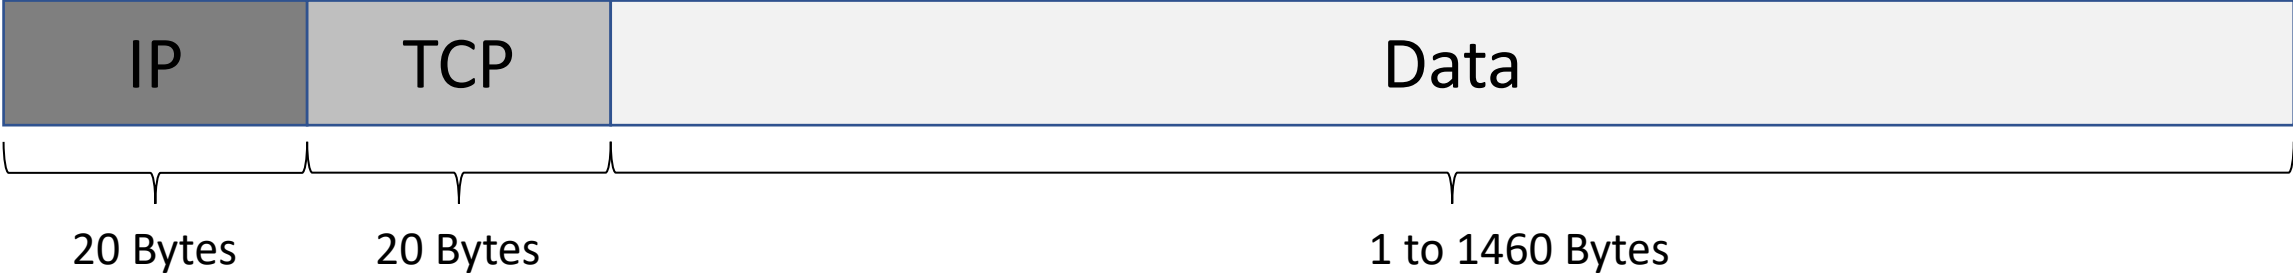 IP TCP Data
20 Bytes 20 Bytes 1 to 1460 Bytes